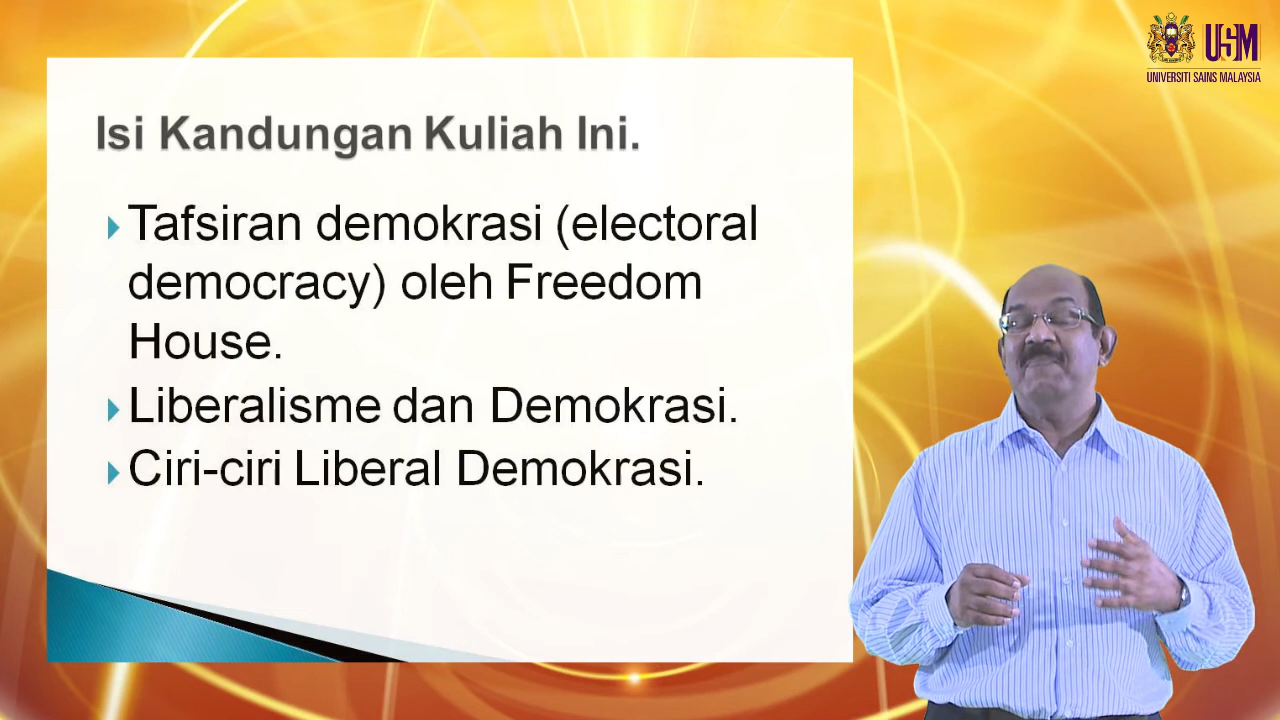 USM
UNIVERSITI SAINS MALAYSIA
Isi Kandungan Kuliah Ini.
Tafsiran demokrasi (electoral
democracy) oleh Freedom
House.
Liberalisme dan Demokrasi.
Ciri-ciri Liberal Demokrasi.